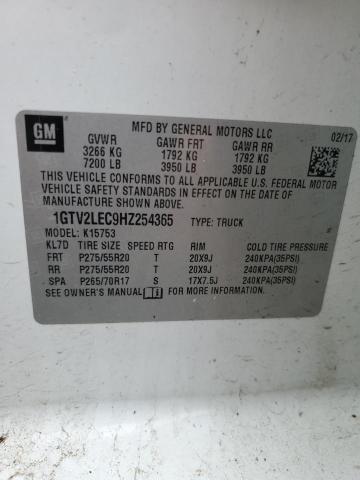 GM
MFD BY GENERAL MOTORS LLC 02/17
GVWR GAWR FRT GAWR RR
3266 KG 1792 KG 1792 KG
7200 LB 3950 LB 3950 LB
THIS VEHICLE CONFORMS TO ALL APPLICABLE U.S. FEDERAL MOTOR
VEHICLE SAFETY STANDARDS IN EFFECT ON THE DATE OF
MANUFACTURE SHOWN ABOVE.
1GTV2LEC9HZ254365 TYPE: TRUCK
MODEL: K15753
KL7D TIRE SIZE SPEED RTG RIM COLD TIRE PRESSURE
FRT P275/55R20 T 20X9J 240KPA(35PSI)
RR P275/55R20 T 20X9J 240KPA(35PSI)
SPA P265/70R17 S 17X7.5J 240KPA(35PSI)
SEE OWNER'S MANUAL FOR MORE INFORMATION.